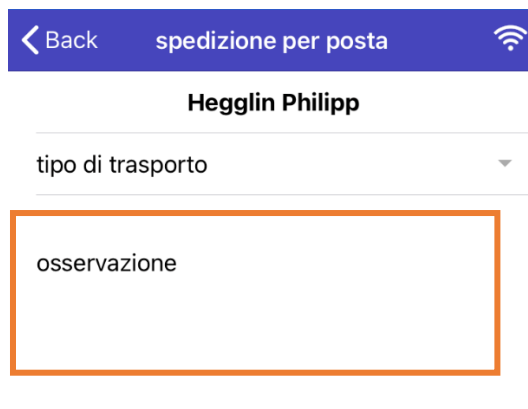 Back spedizione per posta
Hegglin Philipp
tipo di trasporto
osservazione